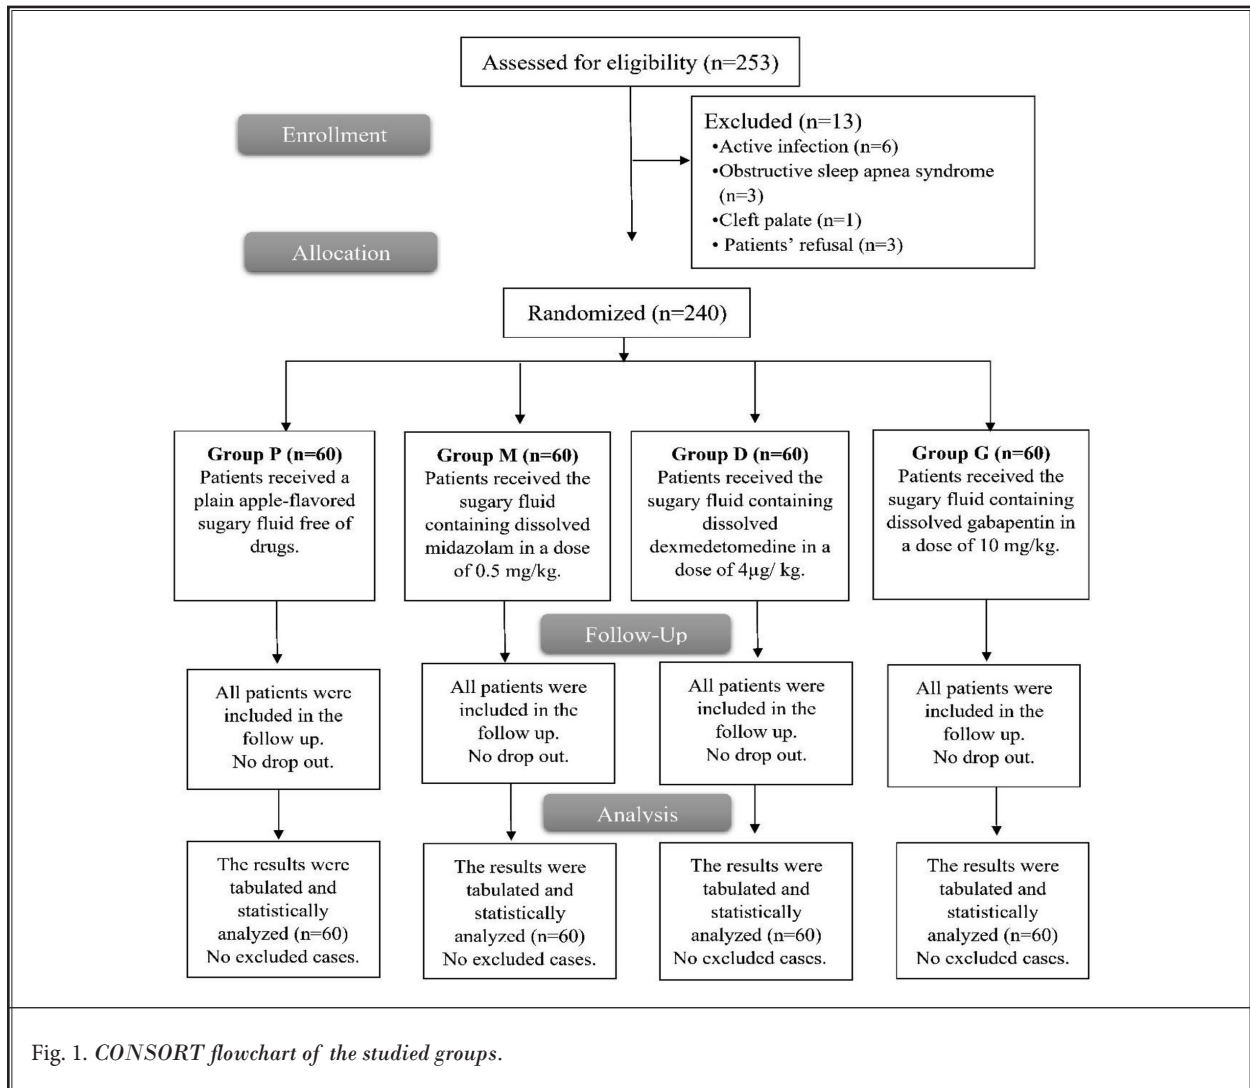 Assessed for eligibility (n=253)
Enrollment
Excluded (n=13)
•Active infection (n=6)
•Obstructive sleep apnea syndrome
(n=3)
•Cleft palate (n=1)
• Patients' refusal (n=3)
Allocation
Randomized (n=240)
Group P (n=60)
Patients received a
plain apple-flavored
sugary fluid free of
drugs.
Group M (n=60)
Patients received the
sugary fluid
containing dissolved
midazolam in a dose
of 0.5 mg/kg.
Group D (n=60)
Patients received the
sugary fluid containing
dissolved
dexmedetomedine in a
dose of 4µg/ kg.
Group G (n=60)
Patients received the
sugary fluid containing
dissolved gabapentin in
a dose of 10 mg/kg.
Follow-Up
All patients were
included in the
follow up.
No drop out.
All patients were
included in the
follow up.
No drop out.
All patients were
included in the
follow up.
No drop out.
All patients were
included in the
follow up.
No drop out.
Analysis
The results were
tabulated and
statistically
analyzed (n=60)
No excluded cases.
The results were
tabulated and
statistically
analyzed (n=60)
No excluded cases.
The results were
tabulated and
statistically
analyzed (n=60)
No excluded cases.
The results were
tabulated and
statistically
analyzed (n=60)
No excluded cases.
Fig. 1. CONSORT flowchart of the studied groups.